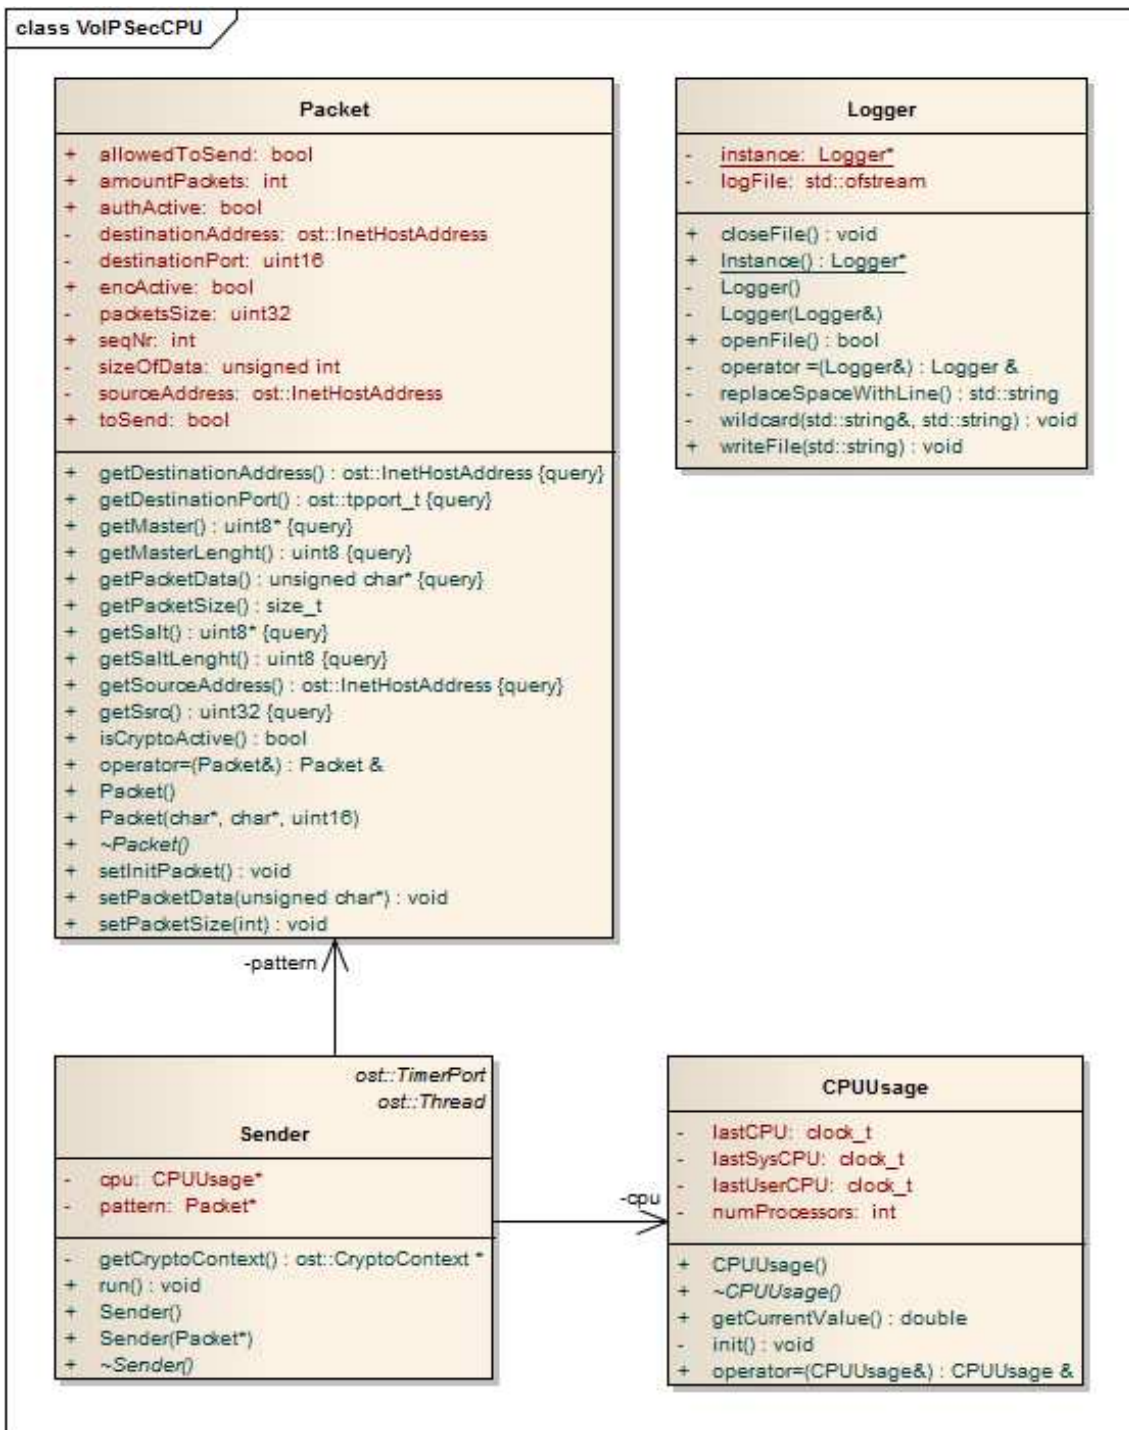 class VoIPSecCPU
Packet
+ allowedToSend: bool
+ amountPackets: int
+ authActive: bool
- destinationAddress: ost::InetHostAddress
- destinationPort: uint16
+ encActive: bool
- packetsSize: uint32
+ seqNr: int
- sizeOfData: unsigned int
- sourceAddress: ost::InetHostAddress
+ toSend: bool
+ getDestinationAddress() : ost::InetHostAddress {query}
+ getDestinationPort() : ost::tpport_t {query}
+ getMaster() : uint8* {query}
+ getMasterLenght() : uint8 {query}
+ getPacketData() : unsigned char* {query}
+ getPacketSize() : size_t
+ getSalt() : uint8* {query}
+ getSaltLenght() : uint8 {query}
+ getSourceAddress() : ost::InetHostAddress {query}
+ getSsrc() : uint32 {query}
+ isCryptoActive() : bool
+ operator=(Packet&) : Packet &
+ Packet()
+ Packet(char*, char*, uint16)
+ ~Packet()
+ setInitPacket() : void
+ setPacketData(unsigned char*) : void
+ setPacketSize(int) : void
Logger
- instance: Logger*
- logFile: std::ofstream
+ closeFile() : void
+ Instance() : Logger*
- Logger()
- Logger(Logger&)
+ openFile() : bool
- operator =(Logger&) : Logger &
- replaceSpaceWithLine() : std::string
- wildcard(std::string&, std::string) : void
+ writeFile(std::string) : void
-pattern
ost::TimerPort
ost::Thread
Sender
- cpu: CPUUsage*
- pattern: Packet*
- getCryptoContext() : ost::CryptoContext *
+ run() : void
+ Sender()
+ Sender(Packet*)
+ ~Sender()
-cpu
CPUUsage
- lastCPU: clock_t
- lastSysCPU: clock_t
- lastUserCPU: clock_t
- numProcessors: int
+ CPUUsage()
+ ~CPUUsage()
+ getCurrentValue() : double
- init() : void
+ operator=(CPUUsage&) : CPUUsage &